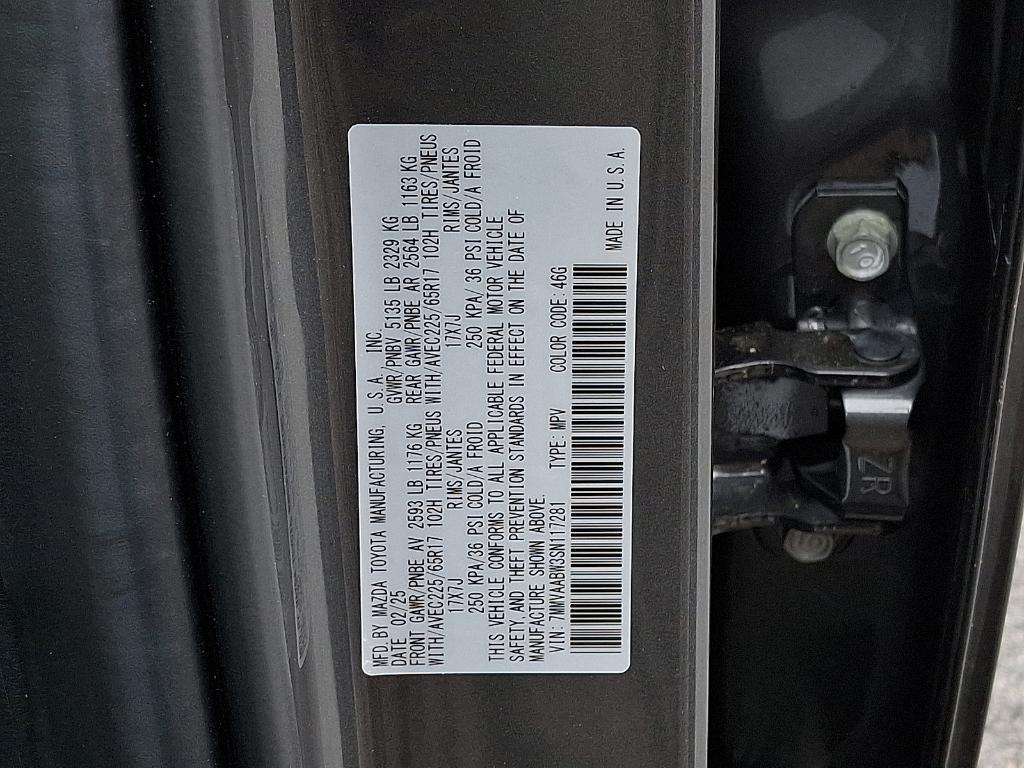 MFD.BY MAZDA TOYOTA MANUFACTURING, U.S.A., INC.
DATE 02/25 GVWR/PNBV 5135 LB 2329 KG
FRONT GAWR/PNBE AV 2593 LB 1176 KG REAR GAWR/PNBE AR 2564 LB 1163 KG
WITH/AVEC225/65R17 102H TIRES/PNEUS WITH/AVEC225/65R17 102H TIRES/PNEUS
17X7J RIMS/JANTES 17X7J RIMS/JANTES
250 KPA/36 PSI COLD/A FROID 250 KPA/ 36 PSI COLD/A FROID
THIS VEHICLE CONFORMS TO ALL APPLICABLE FEDERAL MOTOR VEHICLE
SAFETY, AND THEFT PREVENTION STANDARDS IN EFFECT ON THE DATE OF
MANUFACTURE SHOWN ABOVE.
VIN: 7MMVAABW3SN117281 TYPE: MPV COLOR CODE: 46G
MADE IN U.S.A.
ZR